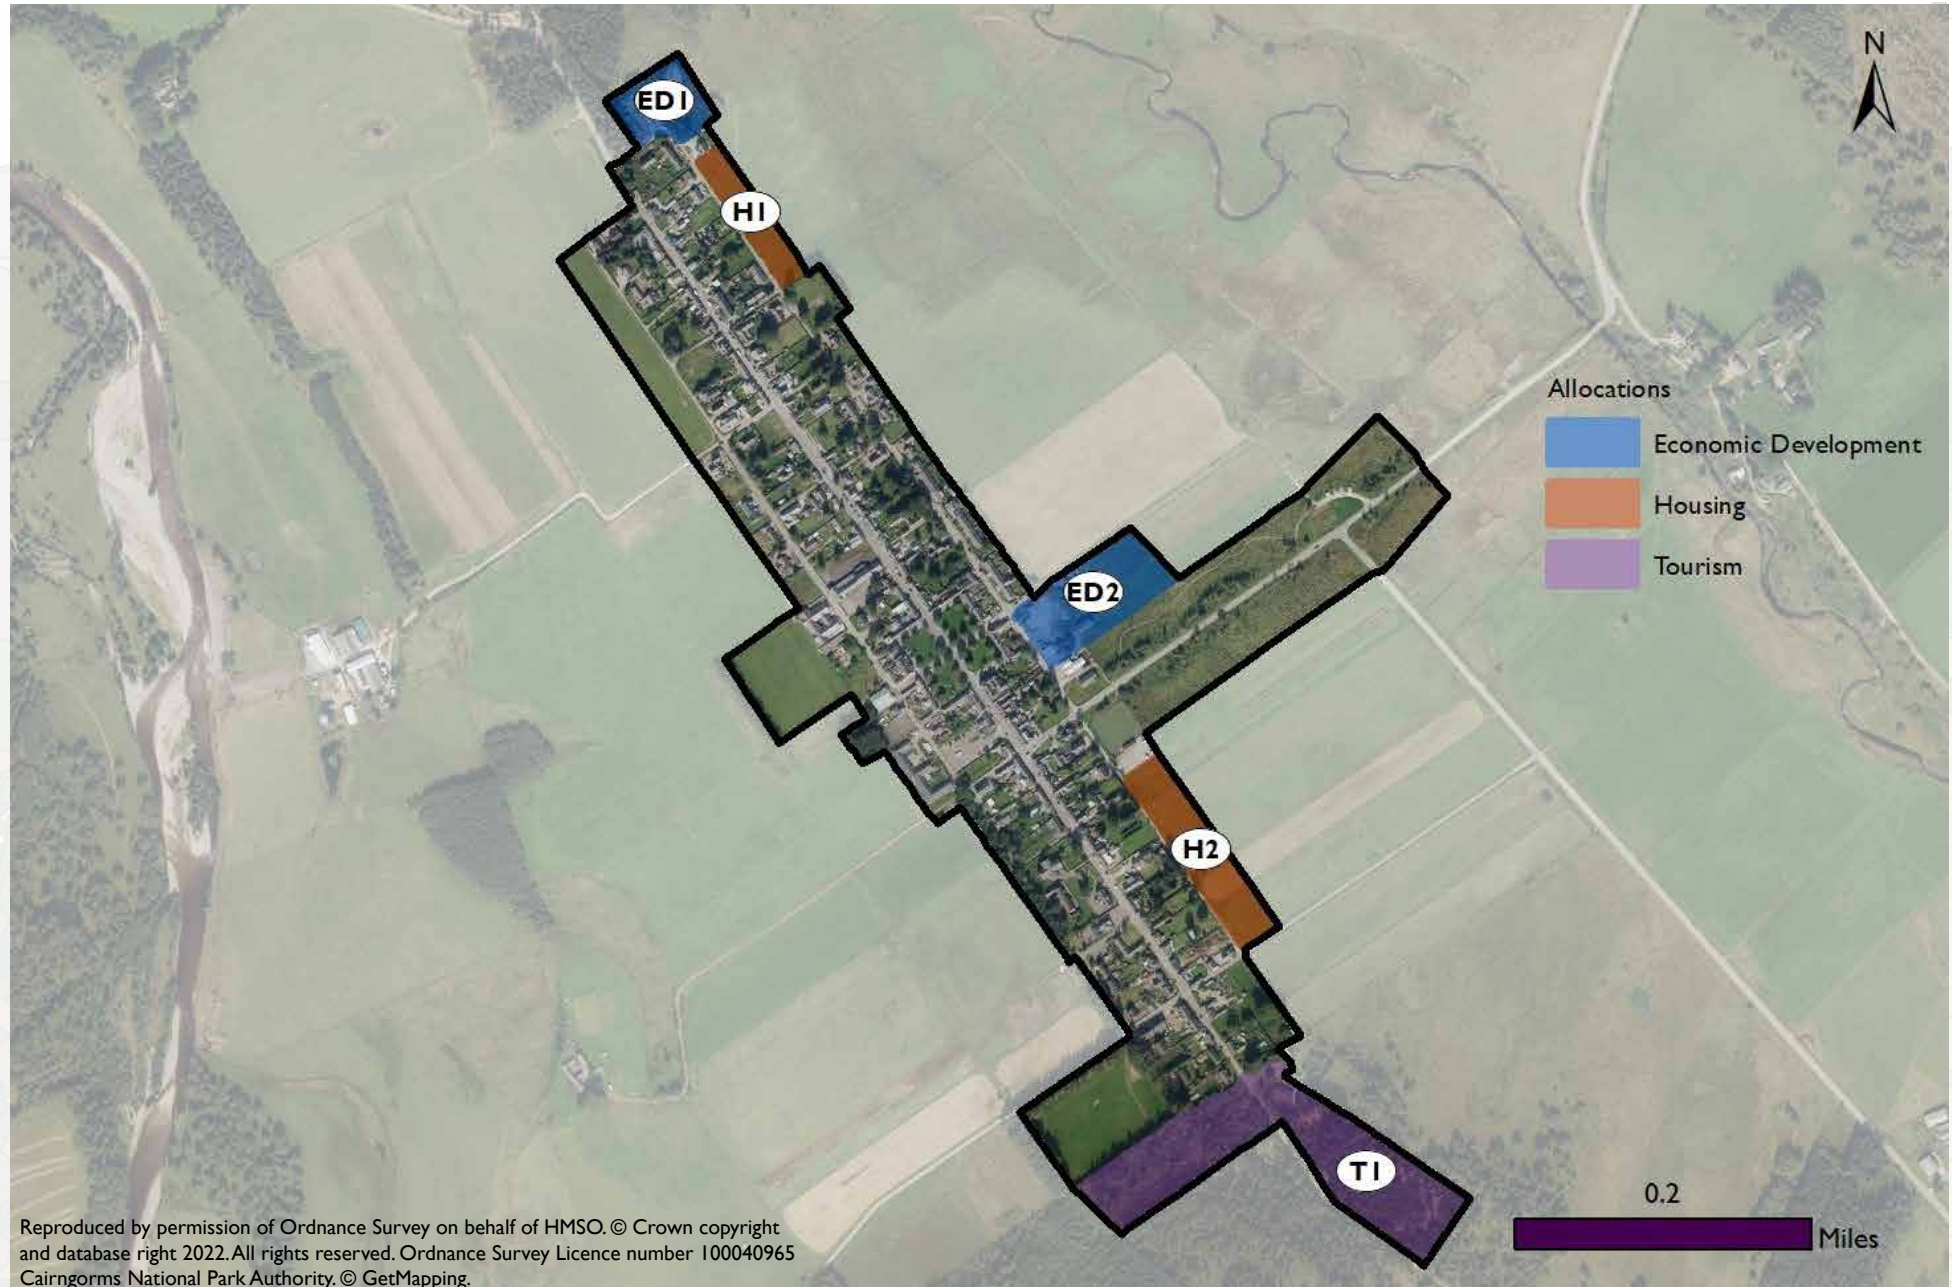 N
ED1
H1
Allocations
Economic Development
Housing
Tourism
ED2
H2
T1
0.2
Miles
Reproduced by permission of Ordnance Survey on behalf of HMSO. © Crown copyright
and database right 2022. All rights reserved. Ordnance Survey Licence number 100040965
Cairngorms National Park Authority. © GetMapping.